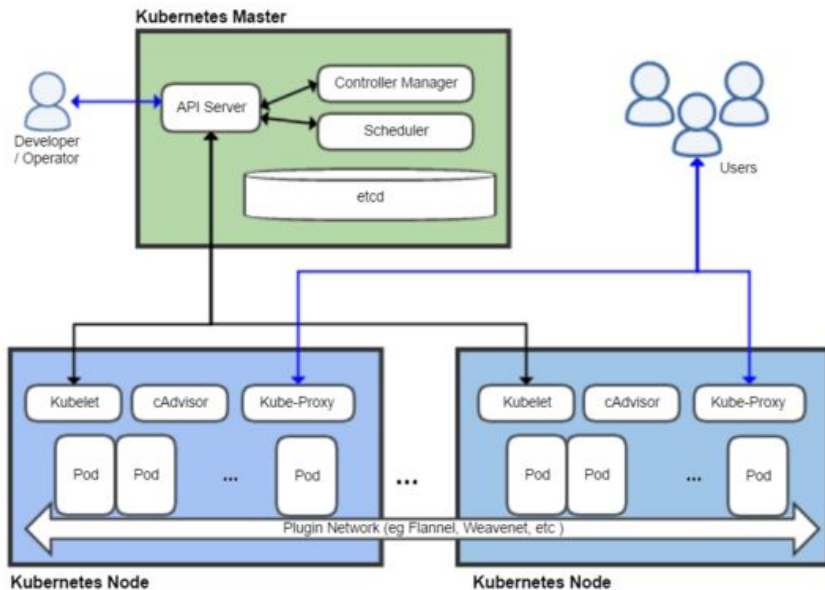 Kubernetes Master
API Server
Controller Manager
Scheduler
etcd
Developer
/ Operator
Users
Kubelet
cAdvisor
Kube-Proxy
Pod
Pod
...
Pod
Kubernetes Node
...
Kubelet
cAdvisor
Kube-Proxy
Pod
Pod
...
Pod
Plugin Network (eg Flannel, Weavenet, etc )
Kubernetes Node